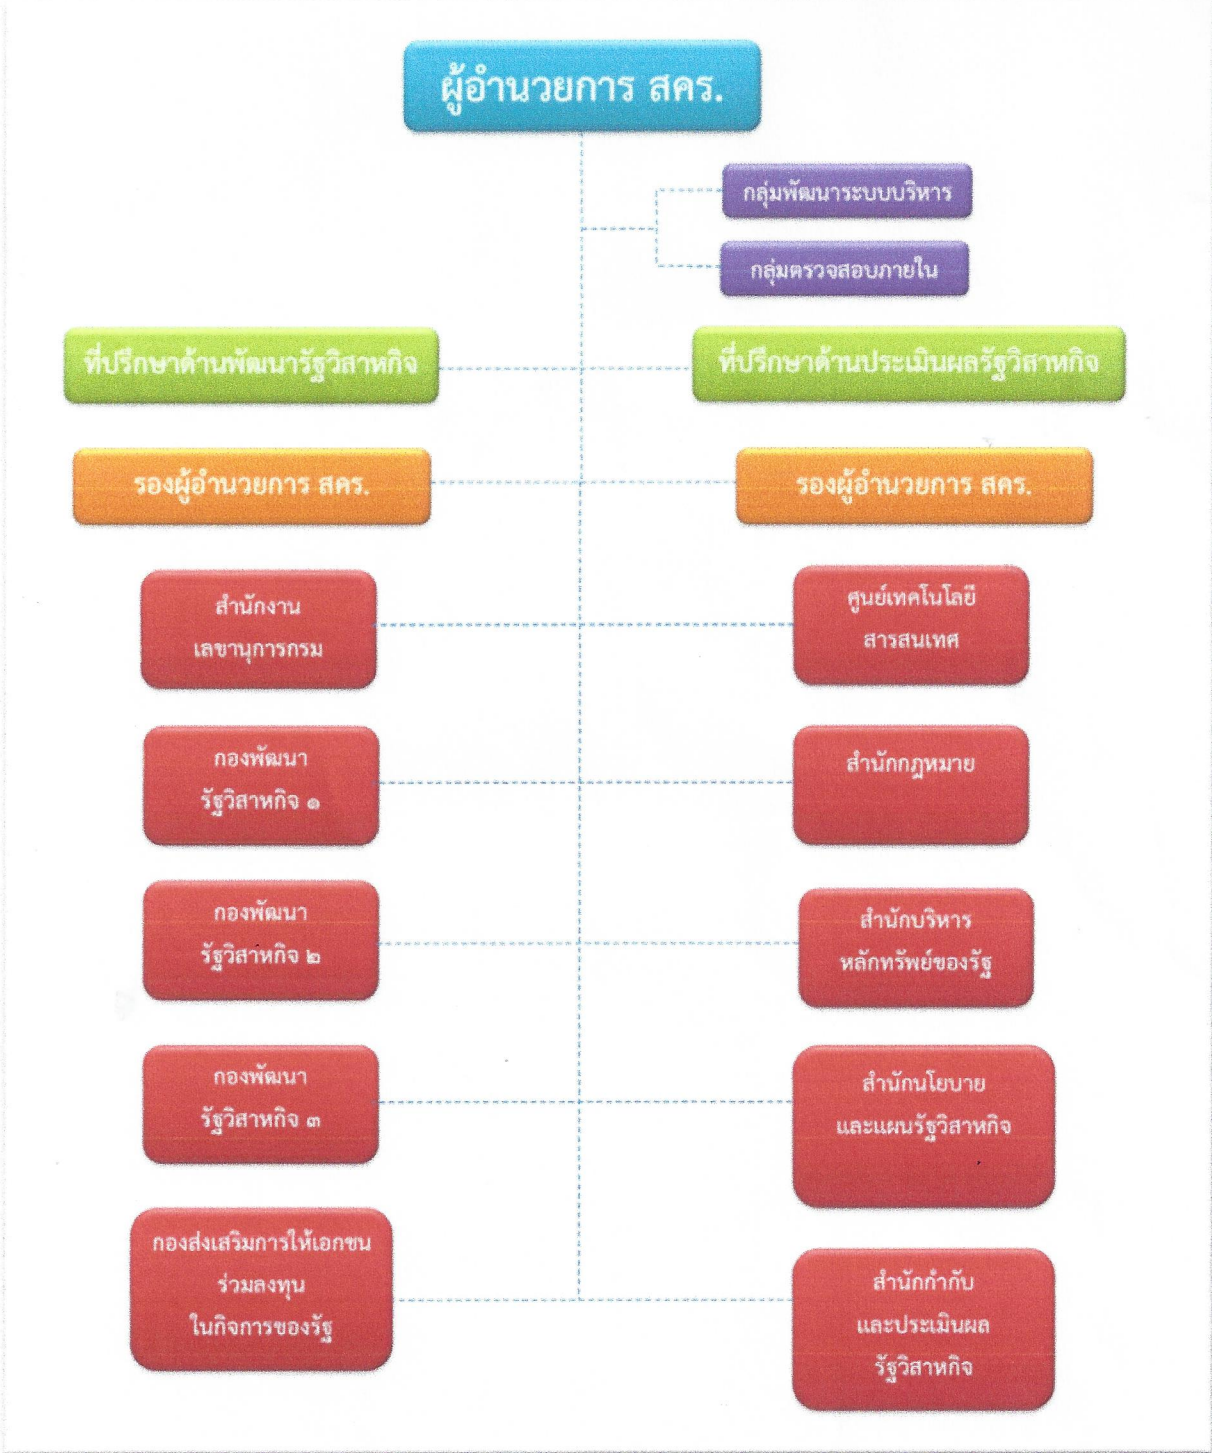 ผู้อำนวยการ สคร.
กลุ่มพัฒนาระบบบริหาร
กลุ่มตรวจสอบภายใน
ที่ปรึกษาด้านพัฒนารัฐวิสาหกิจ
ที่ปรึกษาด้านประเมินผลรัฐวิสาหกิจ
รองผู้อำนวยการ สคร.
รองผู้อำนวยการ สคร.
สำนักงาน
เลขานุการกรม
ศูนย์เทคโนโลยี
สารสนเทศ
กองพัฒนา
รัฐวิสาหกิจ ๑
สำนักกฎหมาย
กองพัฒนา
รัฐวิสาหกิจ ๒
สำนักบริหาร
หลักทรัพย์ของรัฐ
กองพัฒนา
รัฐวิสาหกิจ ๓
สำนักนโยบาย
และแผนรัฐวิสาหกิจ
กองส่งเสริมการให้เอกชน
ร่วมลงทุน
ในกิจการของรัฐ
สำนักกำกับ
และประเมินผล
รัฐวิสาหกิจ